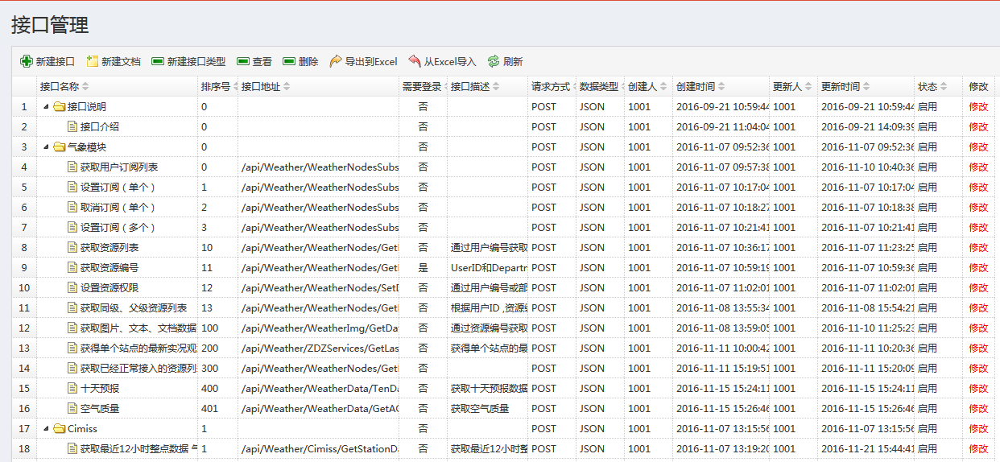 接口管理
新建接口 新建文档 新建接口类型 查看 删除 导出到Excel 从Excel导入 刷新
接口名称 排序号 接口地址 需要登录 接口描述 请求方式 数据类型 创建人 创建时间 更新人 更新时间 状态 修改
1 接口说明 0 否 POST JSON 1001 2016-09-21 10:59:44 1001 2016-09-21 10:59:44 启用 修改
2 接口介绍 0 否 POST JSON 1001 2016-09-21 11:04:04 1001 2016-09-21 14:09:39 启用 修改
3 气象模块 0 否 POST JSON 1001 2016-11-07 09:52:36 1001 2016-11-07 09:52:36 启用 修改
4 获取用户订阅列表 0 /api/Weather/WeatherNodesSubs 否 POST JSON 1001 2016-11-07 09:57:38 1001 2016-11-10 10:40:36 启用 修改
5 设置订阅（单个） 1 /api/Weather/WeatherNodesSubs 否 POST JSON 1001 2016-11-07 10:17:04 1001 2016-11-07 10:17:04 启用 修改
6 取消订阅（单个） 2 /api/Weather/WeatherNodesSubs 否 POST JSON 1001 2016-11-07 10:18:27 1001 2016-11-07 10:18:38 启用 修改
7 设置订阅（多个） 3 /api/Weather/WeatherNodesSubs 否 POST JSON 1001 2016-11-07 10:21:41 1001 2016-11-07 10:21:41 启用 修改
8 获取资源列表 10 /api/Weather/WeatherNodes/Get 否 通过用户编号获取 POST JSON 1001 2016-11-07 10:36:17 1001 2016-11-07 11:23:25 启用 修改
9 获取资源编号 11 /api/Weather/WeatherNodes/Get 是 UserID和Departm POST JSON 1001 2016-11-07 10:59:19 1001 2016-11-07 10:59:36 启用 修改
10 设置资源权限 12 /api/Weather/WeatherNodes/Set 否 通过用户编号或部 POST JSON 1001 2016-11-07 11:02:01 1001 2016-11-07 11:02:01 启用 修改
11 获取同级、父级资源列表 13 /api/Weather/WeatherNodes/Get 否 根据用户ID ,资源编 POST JSON 1001 2016-11-08 13:55:34 1001 2016-11-08 15:54:21 启用 修改
12 获取图片、文本、文档数据 100 /api/Weather/WeatherImg/GetDa 否 通过资源编号获取 POST JSON 1001 2016-11-08 13:59:05 1001 2016-11-10 11:25:23 启用 修改
13 获得单个站点的最新实况观 200 /api/Weather/ZDZServices/GetLas 否 获得单个站点的最 POST JSON 1001 2016-11-11 10:00:42 1001 2016-11-11 10:20:36 启用 修改
14 获取已经正常接入的资源列 300 /api/Weather/WeatherNodes/Get 否 POST JSON 1001 2016-11-11 15:19:51 1001 2016-11-11 15:20:09 启用 修改
15 十天预报 400 /api/Weather/WeatherData/TenDa 否 获取十天预报数据 POST JSON 1001 2016-11-15 15:24:11 1001 2016-11-15 15:24:11 启用 修改
16 空气质量 401 /api/Weather/WeatherData/GetAQ 否 获取空气质量 POST JSON 1001 2016-11-15 15:26:46 1001 2016-11-15 15:26:46 启用 修改
17 Cimiss 1 否 POST JSON 1001 2016-11-07 13:15:56 1001 2016-11-07 13:15:56 启用 修改
18 获取最近12小时整点数据 气 1 /api/Weather/Cimiss/GetStationDa 否 获取最近12小时整 POST JSON 1001 2016-11-07 13:19:20 1001 2016-11-21 15:44:41 启用 修改